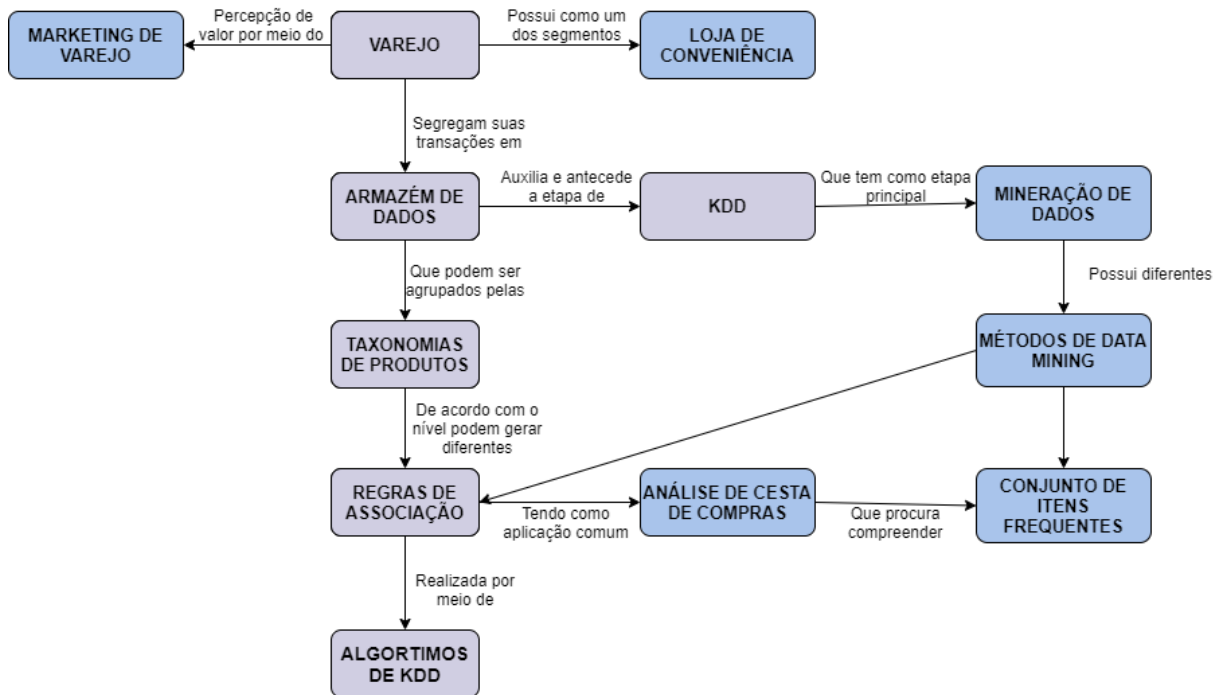 Percepção de
valor por meio do
Possui como um
dos segmentos
MARKETING DE
VAREJO
VAREJO
LOJA DE
CONVENIÊNCIA
Segregam suas
transações em
ARMAZÉM DE
DADOS
Auxilia e antecede
a etapa de
KDD
Que tem como etapa
principal
MINERAÇÃO DE
DADOS
Que podem ser
agrupados pelas
Possui diferentes
TAXONOMIAS
DE PRODUTOS
MÉTODOS DE DATA
MINING
De acordo com o
nível podem gerar
diferentes
REGRAS DE
ASSOCIAÇÃO
Tendo como
aplicação comum
ANÁLISE DE CESTA
DE COMPRAS
Que procura
compreender
CONJUNTO DE
ITENS
FREQUENTES
Realizada por
meio de
ALGORTIMOS
DE KDD